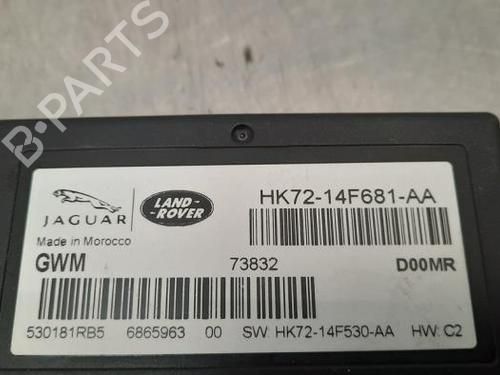 B-PARTS
JAGUAR
LAND-
-ROVER
HK72-14F681-AA
Made in Morocco
GWM 73832 D00MR
530181RB5 6865963 00 SW: HK72-14F530-AA HW: C2